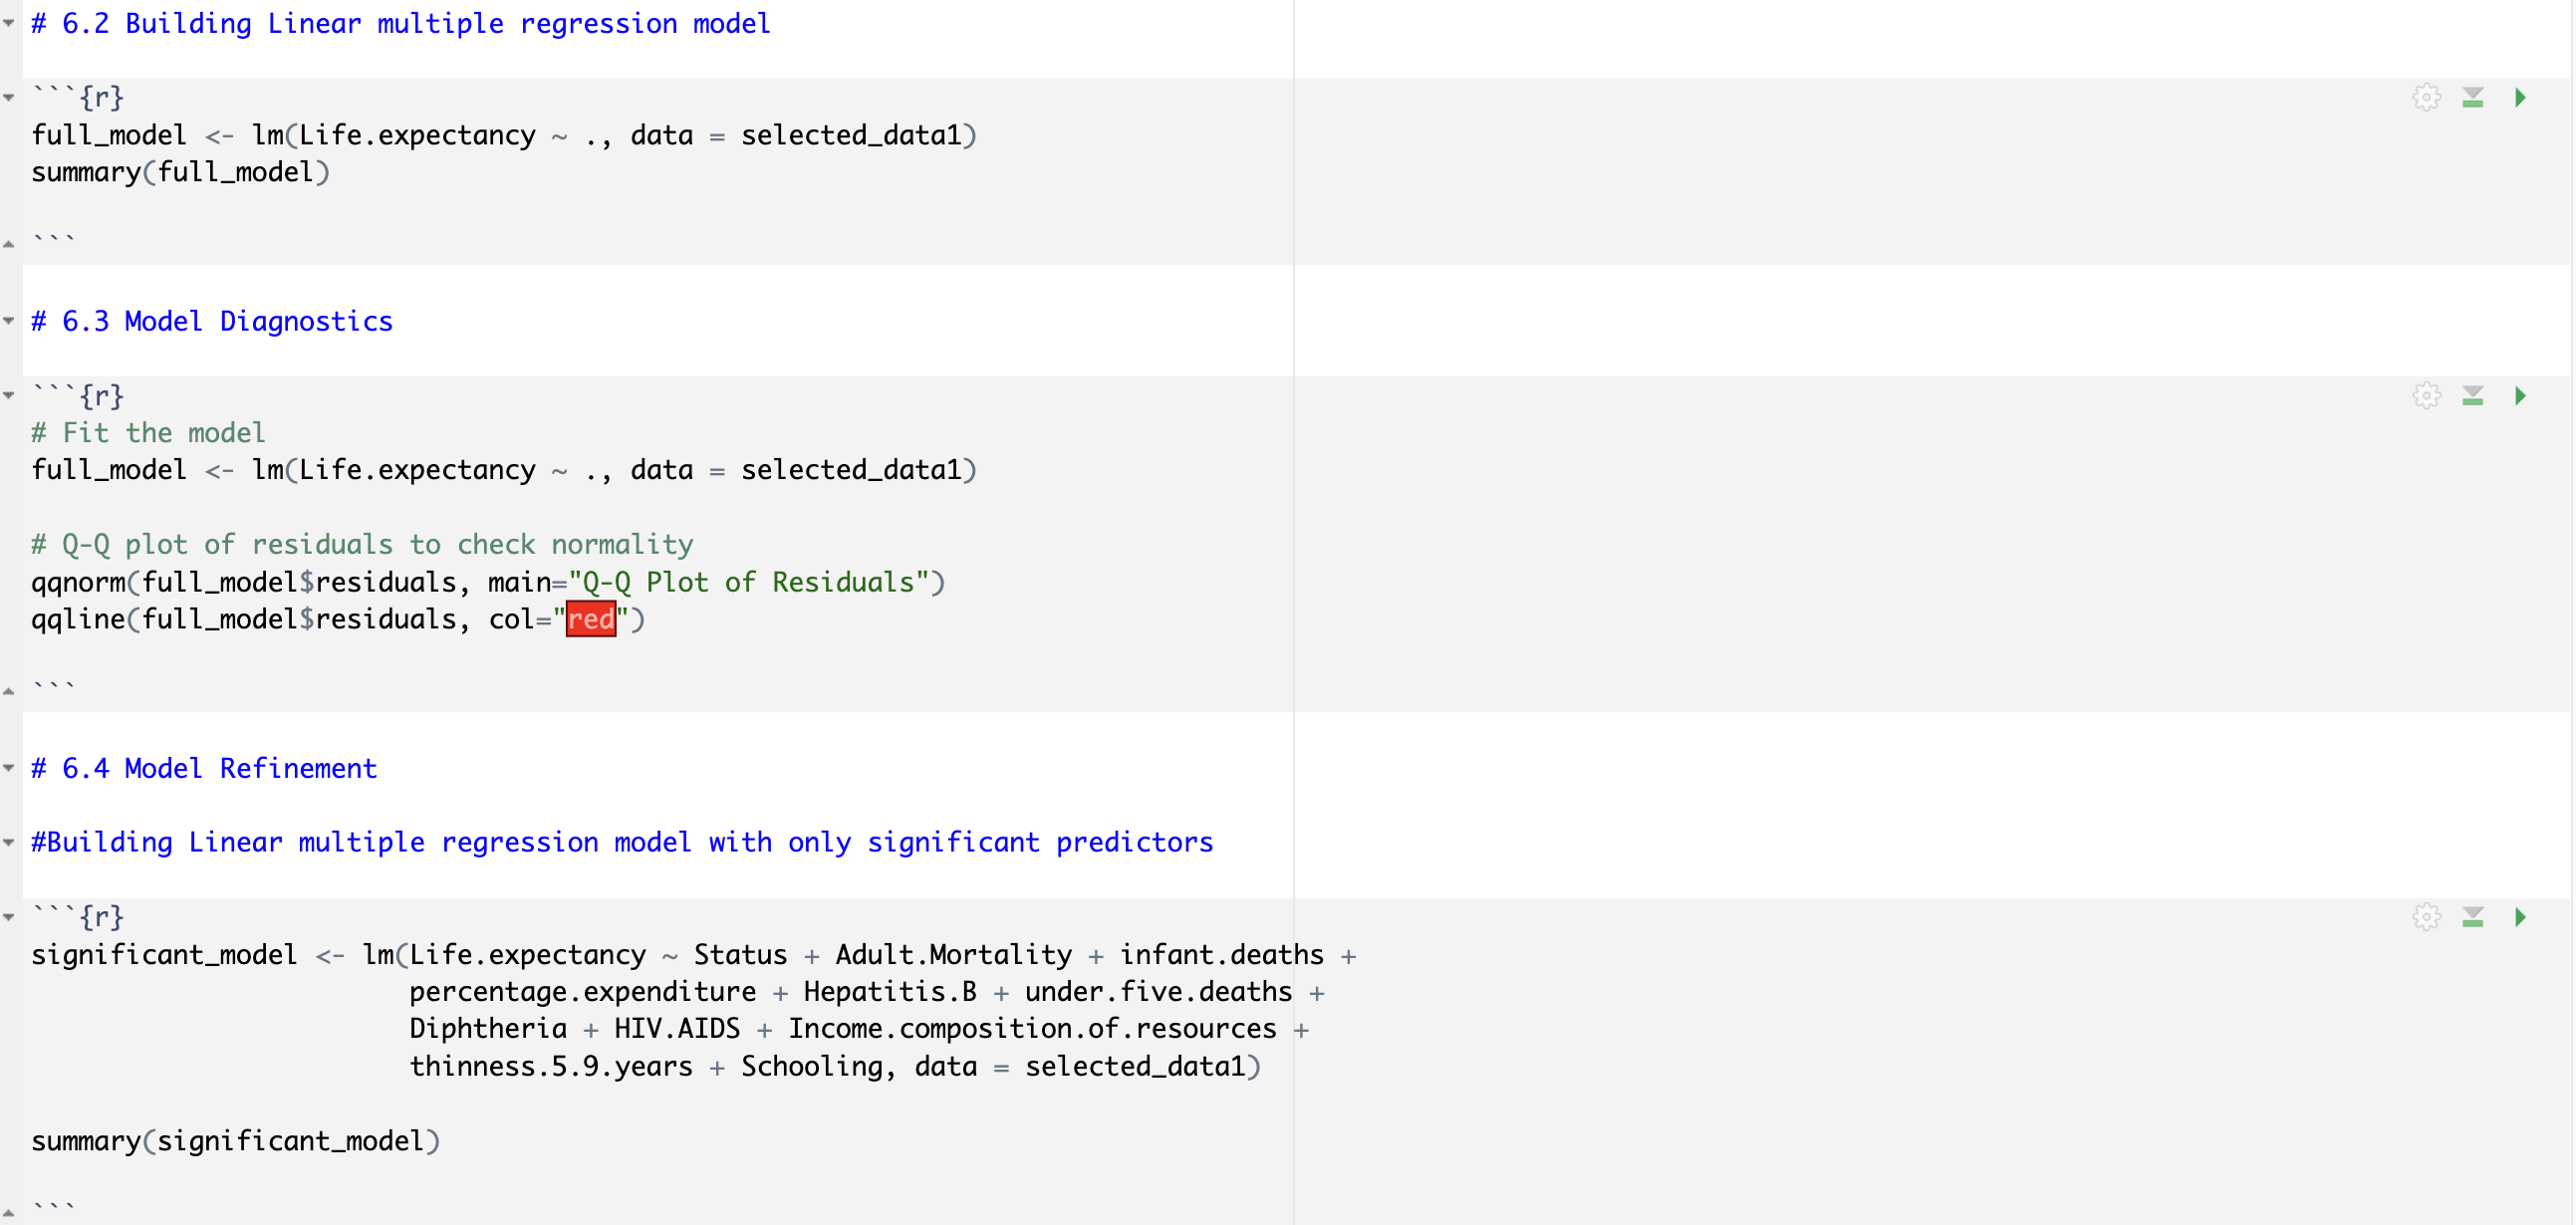 # 6.2 Building Linear multiple regression model
```{r}
full_model <- lm(Life.expectancy ~ ., data = selected_data1)
summary(full_model)
```
# 6.3 Model Diagnostics
```{r}
# Fit the model
full_model <- lm(Life.expectancy ~ ., data = selected_data1)
# Q-Q plot of residuals to check normality
qqnorm(full_model$residuals, main="Q-Q Plot of Residuals")
qqline(full_model$residuals, col="red")
```
# 6.4 Model Refinement
#Building Linear multiple regression model with only significant predictors
```{r}
significant_model <- lm(Life.expectancy ~ Status + Adult.Mortality + infant.deaths +
percentage.expenditure + Hepatitis.B + under.five.deaths +
Diphtheria + HIV.AIDS + Income.composition.of.resources +
thinness.5.9.years + Schooling, data = selected_data1)
summary(significant_model)
```